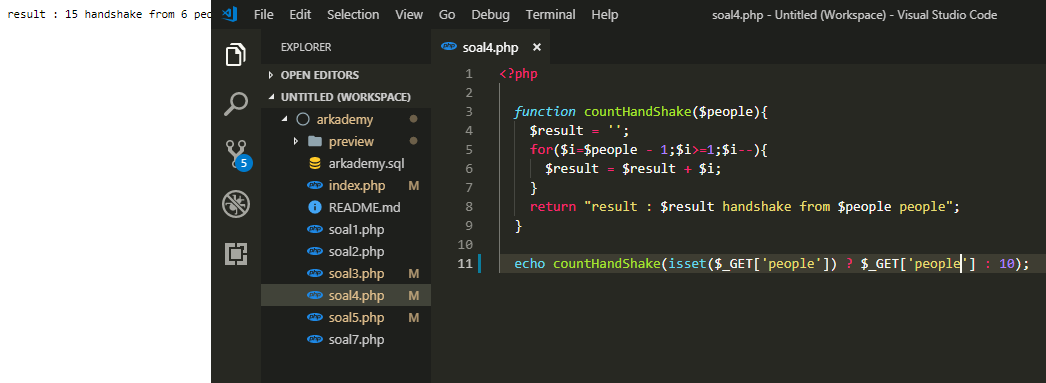 result : 15 handshake from 6
File Edit Selection View Go Debug Terminal Help
soal4.php - Untitled (Workspace) - Visual Studio Code
EXPLORER
OPEN EDITORS
UNTITLED (WORKSPACE)
arkademy
preview
arkademy.sql
index.php M
README.md
soal1.php
soal2.php
soal3.php M
soal4.php M
soal5.php M
soal7.php
5
soal4.php ×
1 <?php
2
3 function countHandShake($people){
4 $result = '';
5 for($i=$people - 1;$i>=1;$i--){
6 $result = $result + $i;
7 }
8 return "result : $result handshake from $people people";
9 }
10
11 echo countHandShake(isset($_GET['people']) ? $_GET['people'] : 10);